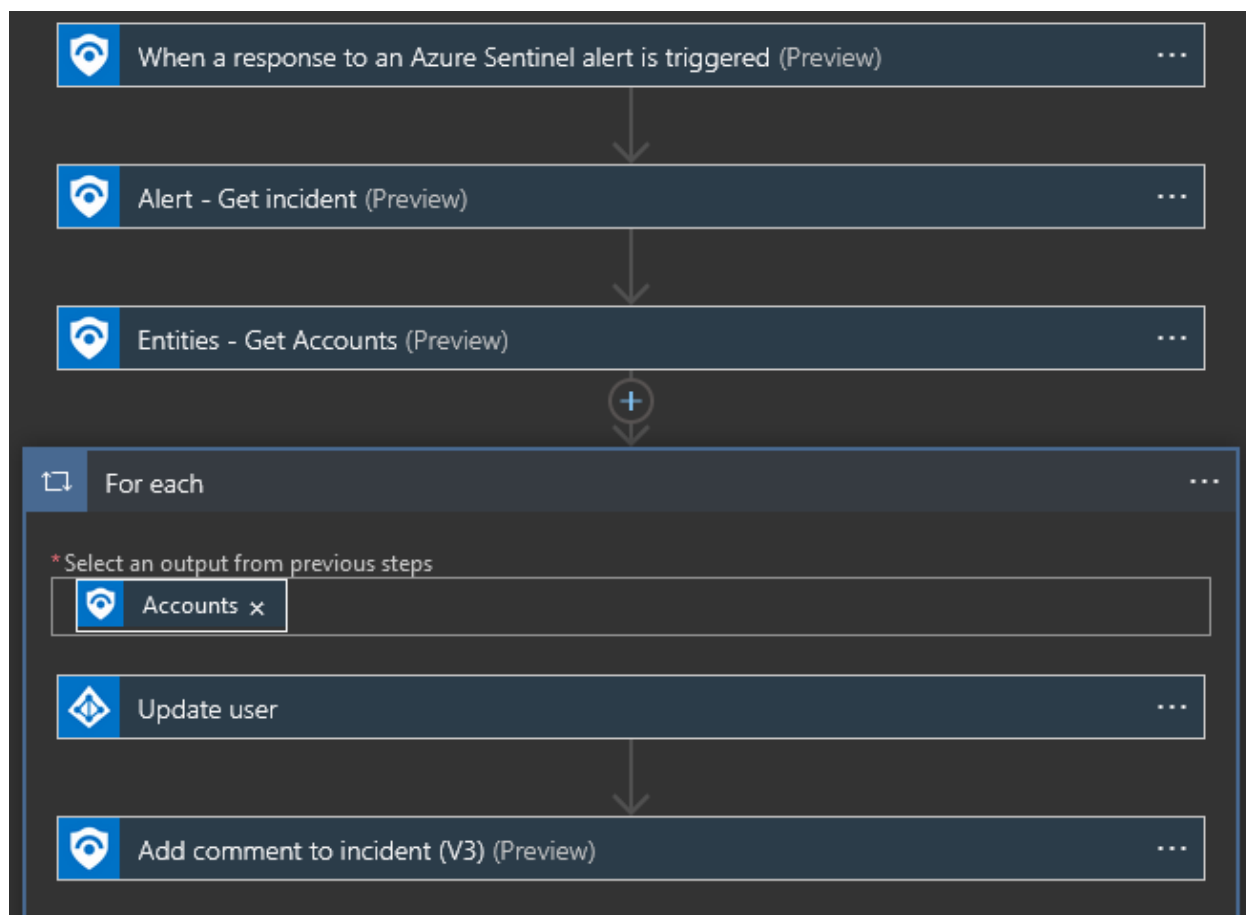 When a response to an Azure Sentinel alert is triggered (Preview)
Alert - Get incident (Preview)
Entities - Get Accounts (Preview)
For each
* Select an output from previous steps
Accounts ×
Update user
Add comment to incident (V3) (Preview)